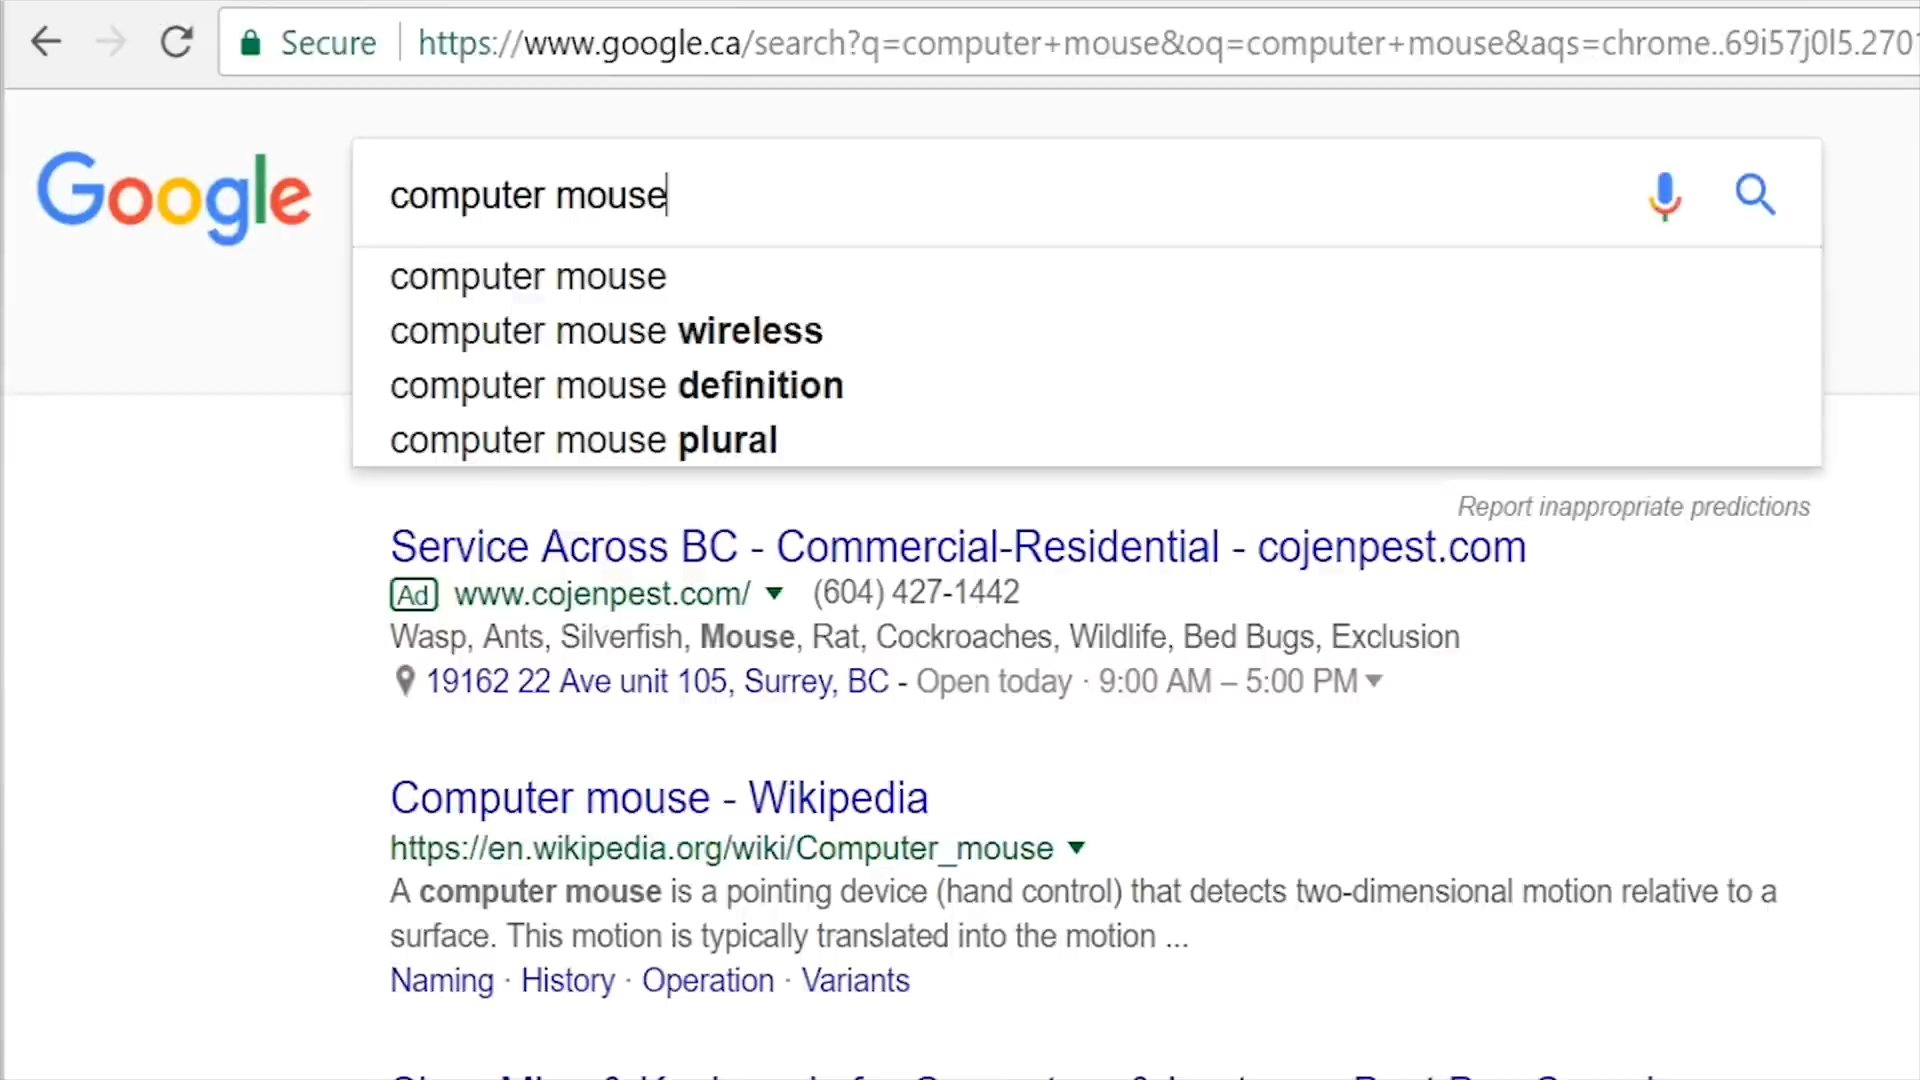 Secure https://www.google.ca/search?q=computer+mouse&oq=computer+mouse&aqs=chrome..69i57j0l5.270
Google
computer mouse
computer mouse
computer mouse wireless
computer mouse definition
computer mouse plural
Report inappropriate predictions
Service Across BC - Commercial-Residential - cojenpest.com
Ad www.cojenpest.com/ (604) 427-1442
Wasp, Ants, Silverfish, Mouse, Rat, Cockroaches, Wildlife, Bed Bugs, Exclusion
19162 22 Ave unit 105, Surrey, BC - Open today · 9:00 AM – 5:00 PM
Computer mouse - Wikipedia
https://en.wikipedia.org/wiki/Computer_mouse
A computer mouse is a pointing device (hand control) that detects two-dimensional motion relative to a
surface. This motion is typically translated into the motion ...
Naming · History · Operation · Variants